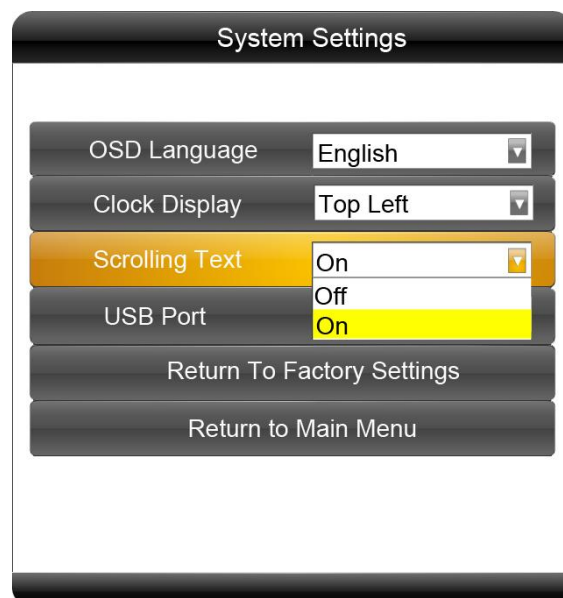 System Settings
OSD Language English
Clock Display Top Left
Scrolling Text On
Off
USB Port On
Return To Factory Settings
Return to Main Menu